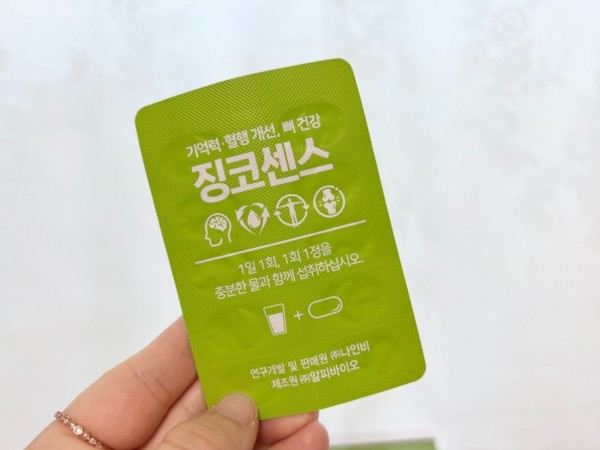 기억력·혈행 개선, 뼈 건강
징코센스
1일 1회, 1회 1정을
충분한 물과 함께 섭취하십시오.
연구개발 및 판매원 ㈜나인비
제조원 ㈜알피바이오